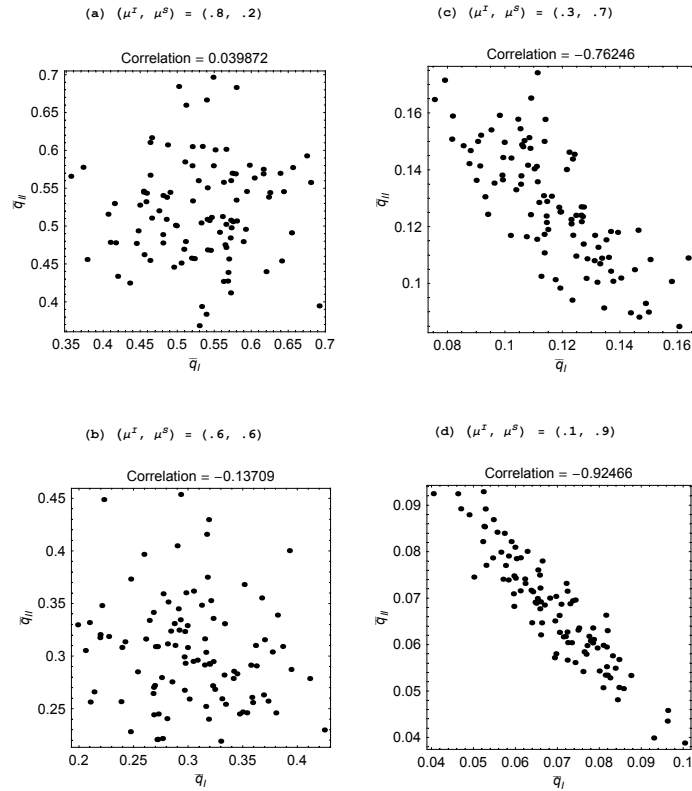 (a) (μ^I, μ^S) = (.8, .2)
Correlation = 0.039872
0.7
0.65
0.6
0.55
0.5
0.45
0.4
q̅_II
0.35 0.4 0.45 0.5 0.55 0.6 0.65 0.7
q̅_I
(c) (μ^I, μ^S) = (.3, .7)
Correlation = −0.76246
0.16
0.14
0.12
0.1
q̅_II
0.08 0.1 0.12 0.14 0.16
q̅_I
(b) (μ^I, μ^S) = (.6, .6)
Correlation = −0.13709
0.45
0.4
0.35
0.3
0.25
q̅_II
0.2 0.25 0.3 0.35 0.4
q̅_I
(d) (μ^I, μ^S) = (.1, .9)
Correlation = −0.92466
0.09
0.08
0.07
0.06
0.05
0.04
q̅_II
0.04 0.05 0.06 0.07 0.08 0.09 0.1
q̅_I